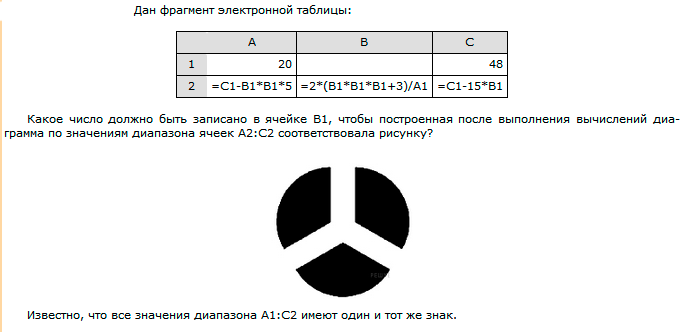 Дан фрагмент электронной таблицы:
A B C
1 20 48
2 =C1-B1*B1*5 =2*(B1*B1*B1+3)/A1 =C1-15*B1
Какое число должно быть записано в ячейке B1, чтобы построенная после выполнения вычислений диа-
грамма по значениям диапазона ячеек A2:C2 соответствовала рисунку?
Известно, что все значения диапазона A1:C2 имеют один и тот же знак.